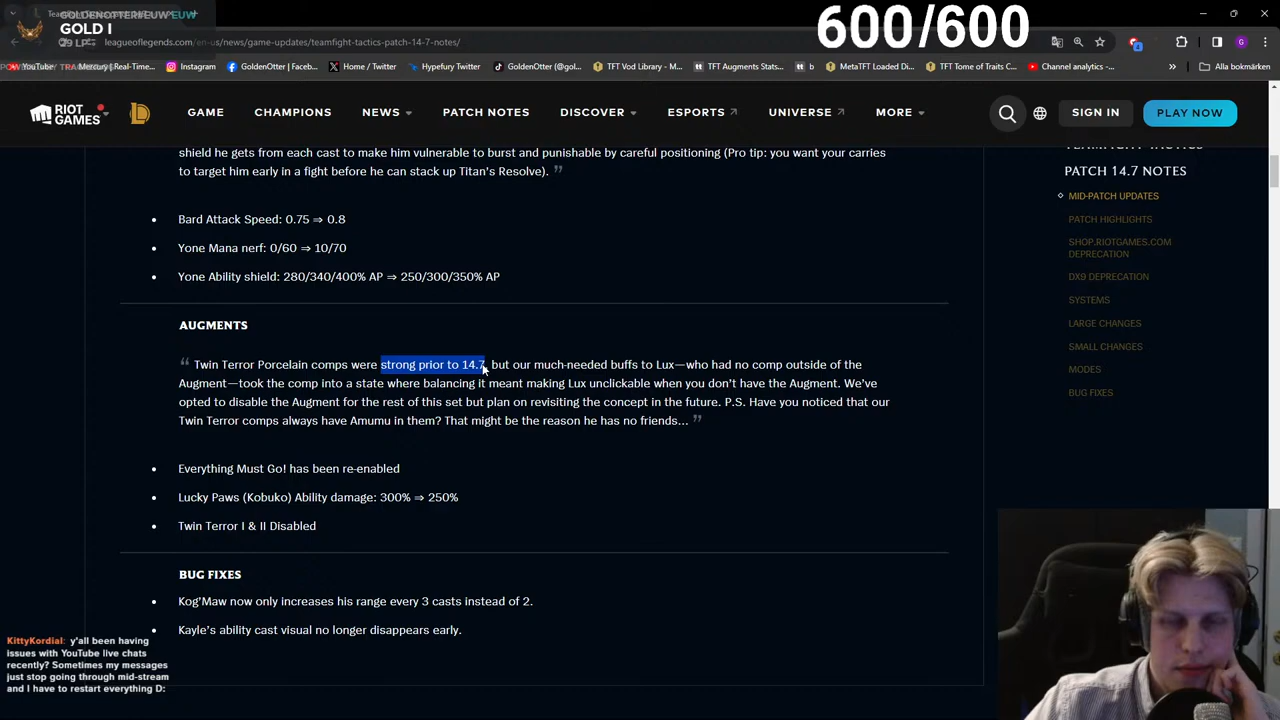 GOLDENOTTERHEUW EUW
GOLD I
29 LP
600/600
leagueoflegends.com/en-us/news/game-updates/teamfight-tactics-patch-14-7-notes/
YouTube
Mercury Real-Time...
Instagram
GoldenOtter | Faceb...
Home / Twitter
Hypefury Twitter
GoldenOtter (@gol...
TFT Vod Library - M...
TFT Augments Stats...
b
MetaTFT Loaded Di...
TFT Tome of Traits C...
Channel analytics -...
»
Alla bokmärken
RIOT GAMES
GAME
CHAMPIONS
NEWS
PATCH NOTES
DISCOVER
ESPORTS
UNIVERSE
MORE
SIGN IN
PLAY NOW
shield he gets from each cast to make him vulnerable to burst and punishable by careful positioning (Pro tip: you want your carries
to target him early in a fight before he can stack up Titan's Resolve). ”
• Bard Attack Speed: 0.75 ⇒ 0.8
• Yone Mana nerf: 0/60 ⇒ 10/70
• Yone Ability shield: 280/340/400% AP ⇒ 250/300/350% AP
AUGMENTS
“ Twin Terror Porcelain comps were strong prior to 14.7, but our much-needed buffs to Lux—who had no comp outside of the
Augment—took the comp into a state where balancing it meant making Lux unclickable when you don't have the Augment. We've
opted to disable the Augment for the rest of this set but plan on revisiting the concept in the future. P.S. Have you noticed that our
Twin Terror comps always have Amumu in them? That might be the reason he has no friends... ”
• Everything Must Go! has been re-enabled
• Lucky Paws (Kobuko) Ability damage: 300% ⇒ 250%
• Twin Terror I & II Disabled
BUG FIXES
• Kog'Maw now only increases his range every 3 casts instead of 2.
• Kayle's ability cast visual no longer disappears early.
TEAMFIGHT TACTICS
PATCH 14.7 NOTES
MID-PATCH UPDATES
PATCH HIGHLIGHTS
SHOP.RIOTGAMES.COM
DEPRECATION
DX9 DEPRECATION
SYSTEMS
LARGE CHANGES
SMALL CHANGES
MODES
BUG FIXES
KittyKordial: y'all been having
issues with YouTube live chats
recently? Sometimes my messages
just stop going through mid-stream
and I have to restart everything D: